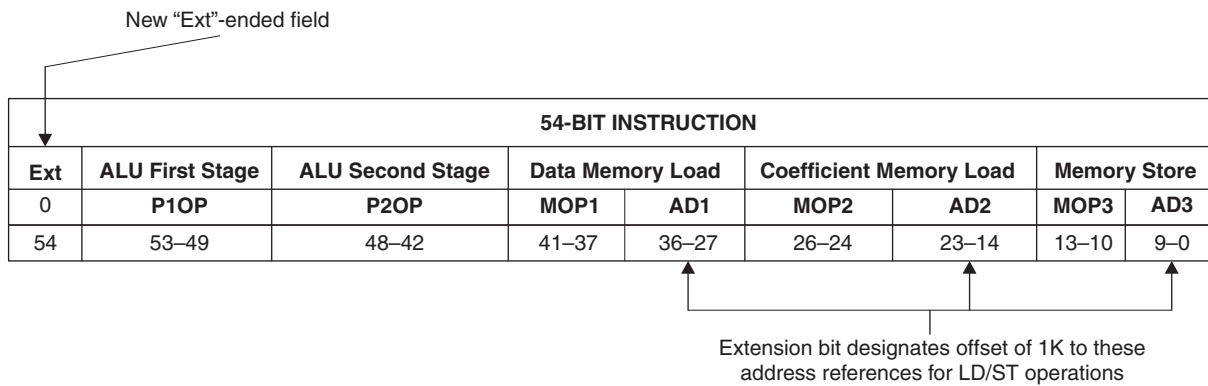 New “Ext”-ended field
54-BIT INSTRUCTION
Ext ALU First Stage ALU Second Stage Data Memory Load Coefficient Memory Load Memory Store
0 P1OP P2OP MOP1 AD1 MOP2 AD2 MOP3 AD3
54 53–49 48–42 41–37 36–27 26–24 23–14 13–10 9–0
Extension bit designates offset of 1K to these
address references for LD/ST operations